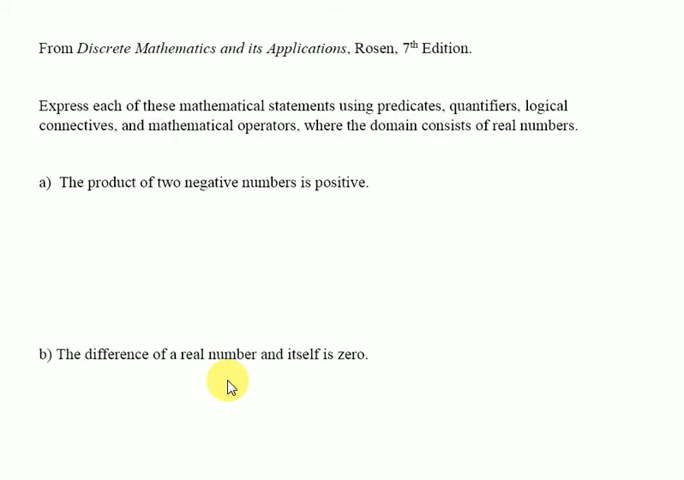 From Discrete Mathematics and its Applications, Rosen, 7th Edition.
Express each of these mathematical statements using predicates, quantifiers, logical
connectives, and mathematical operators, where the domain consists of real numbers.
a) The product of two negative numbers is positive.
b) The difference of a real number and itself is zero.